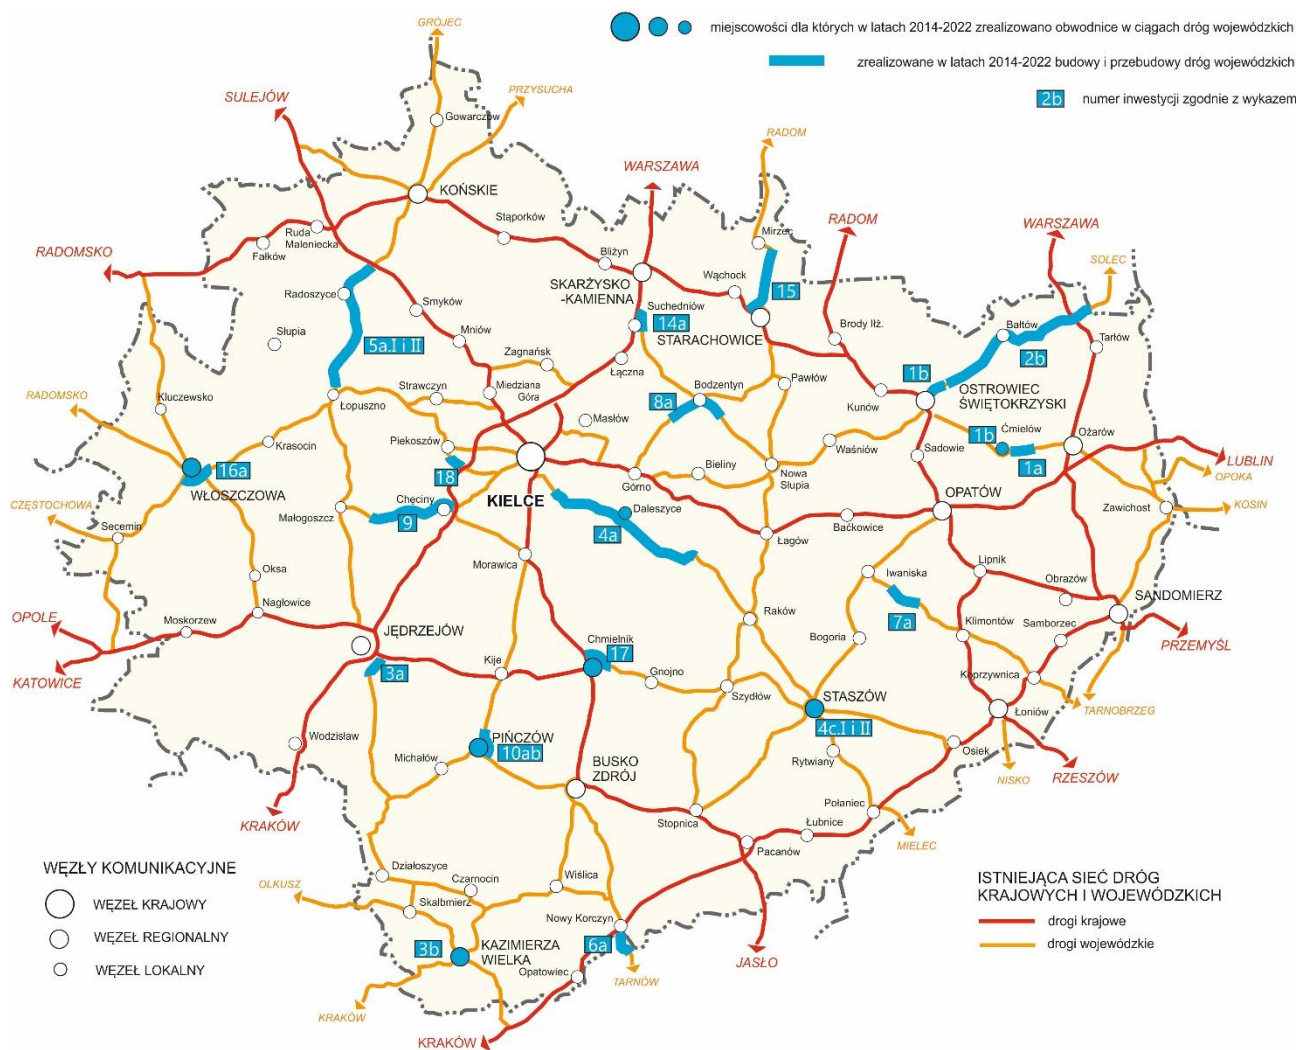 miejscowości dla których w latach 2014-2022 zrealizowano obwodnice w ciągach dróg wojewódzkich
zrealizowane w latach 2014-2022 budowy i przebudowy dróg wojewódzkich
2b
numer inwestycji zgodnie z wykazem
GRÓJEC
PRZYSUCHA
SULEJÓW
Gowarczów
RADOM
WARSZAWA
KOŃSKIE
RADOM
WARSZAWA
Stąporków
Mirzec
Ruda
Maleniecka
Fałków
RADOMSKO
Bliżyn
SOLEC
Wąchock
SKARŻYSKO
-KAMIENNA
Radoszyce
15
Smyków
Suchedniów
14a
STARACHOWICE
Brody Iłż.
Bałtów
Tarłów
2b
Słupia
5a.I i II
Mniów
Zagnańsk
Łączna
1b
RADOMSKO
Kluczewsko
Łopuszno
Strawczyn
Miedziana
Góra
Bodzentyn
Pawłów
Kunów
OSTROWIEC
ŚWIĘTOKRZYSKI
8a
Masłów
1b
Ćmielów
Ożarów
Krasocin
Piekoszów
Waśniów
Sadowie
1a
LUBLIN
16a
18
Bieliny
Nowa
Słupia
OPOKA
WŁOSZCZOWA
Chęciny
KIELCE
Górno
OPATÓW
CZĘSTOCHOWA
Małogoszcz
9
Daleszyce
Zawichost
KOSIN
Secemin
4a
Łagów
Baćkowice
Morawica
Lipnik
Oksa
Iwaniska
Obrazów
SANDOMIERZ
Nagłowice
7a
OPOLE
Moskorzew
Raków
Klimontów
Samborzec
JĘDRZEJÓW
Chmielnik
Bogoria
PRZEMYŚL
17
KATOWICE
3a
Kije
Gnojno
Koprzywnica
Szydłów
STASZÓW
Łoniów
TARNOBRZEG
4c.I i II
Wodzisław
PIŃCZÓW
10ab
Osiek
Michałów
BUSKO
ZDRÓJ
Rytwiany
NISKO
RZESZÓW
Połaniec
KRAKÓW
Stopnica
Łubnice
MIELEC
Pacanów
WĘZŁY KOMUNIKACYJNE
WĘZEŁ KRAJOWY
WĘZEŁ REGIONALNY
WĘZEŁ LOKALNY
Działoszyce
Czarnocin
Wiślica
OLKUSZ
Skalbmierz
ISTNIEJĄCA SIEĆ DRÓG
KRAJOWYCH I WOJEWÓDZKICH
drogi krajowe
drogi wojewódzkie
Nowy Korczyn
3b
KAZIMIERZA
WIELKA
6a
JASŁO
Opatowiec
TARNÓW
KRAKÓW
KRAKÓW